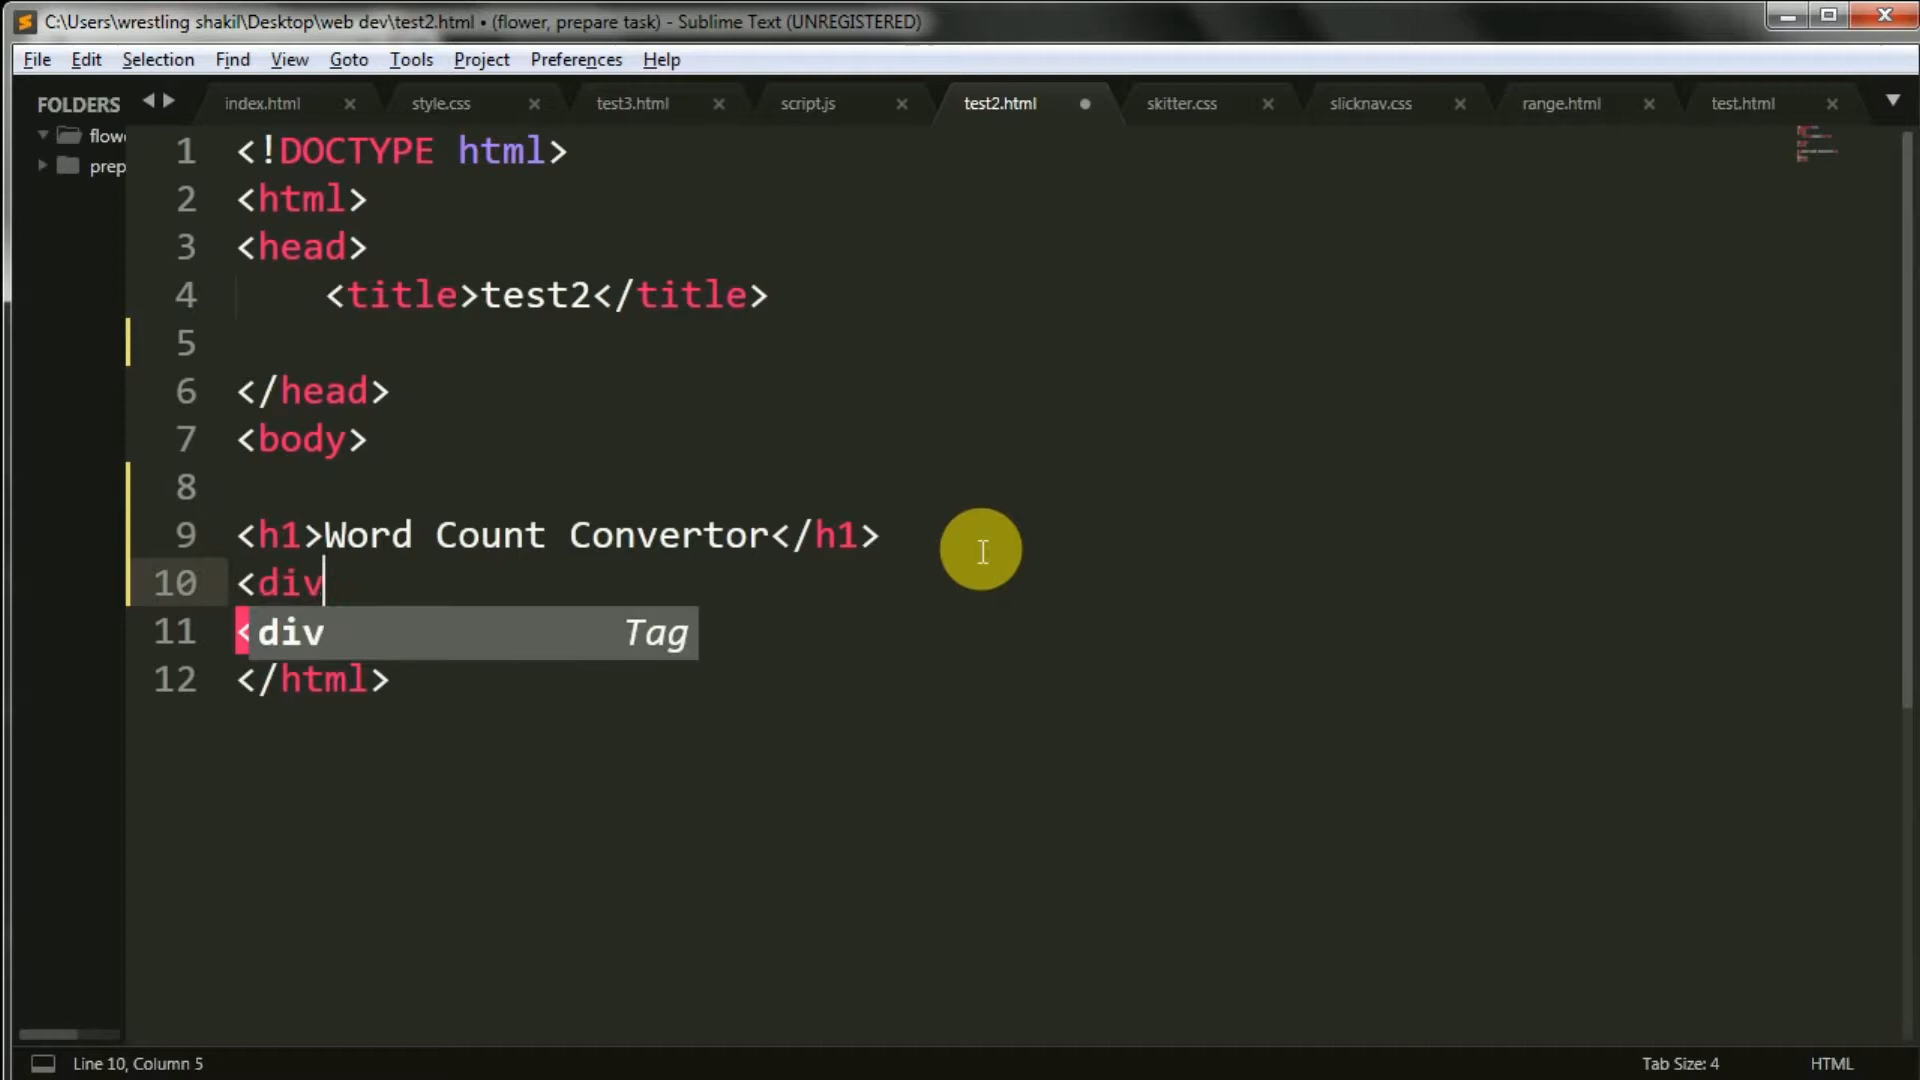 C:\Users\wrestling shakil\Desktop\web dev\test2.html • (flower, prepare task) - Sublime Text (UNREGISTERED)
File Edit Selection Find View Goto Tools Project Preferences Help
FOLDERS index.html style.css test3.html script.js test2.html skitter.css slicknav.css range.html test.html
flow
prep
1 <!DOCTYPE html>
2 <html>
3 <head>
4 <title>test2</title>
5
6 </head>
7 <body>
8
9 <h1>Word Count Convertor</h1>
10 <div
11 < div Tag
12 </html>
Line 10, Column 5 Tab Size: 4 HTML